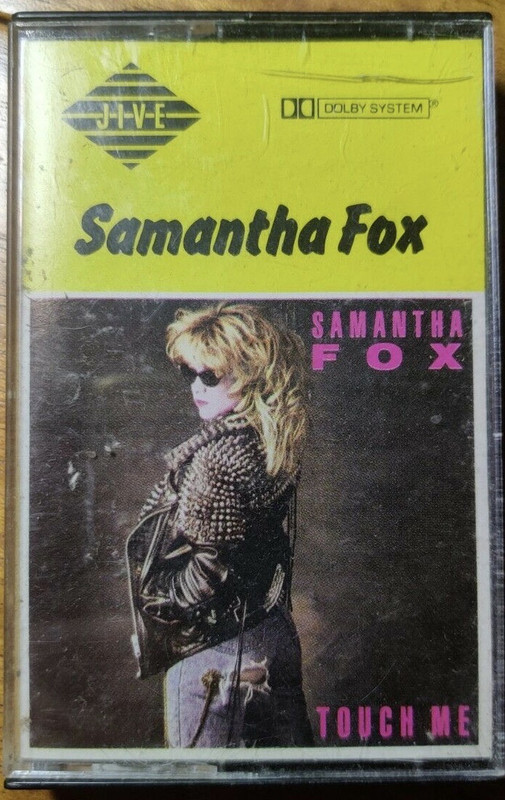 JIVE
DOLBY SYSTEM®
Samantha Fox
SAMANTHA
FOX
TOUCH ME